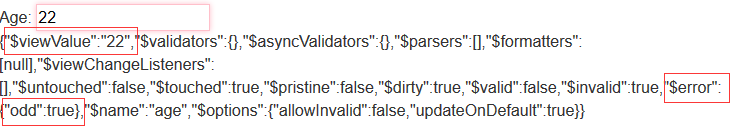 Age: 22
{"$viewValue":"22","$validators":{},"$asyncValidators":{},"$parsers":[],"$formatters":
[null],"$viewChangeListeners":
[],"$untouched":false,"$touched":true,"$pristine":false,"$dirty":true,"$valid":false,"$invalid":true,"$error":
{"odd":true},"$name":"age","$options":{"allowInvalid":false,"updateOnDefault":true}}